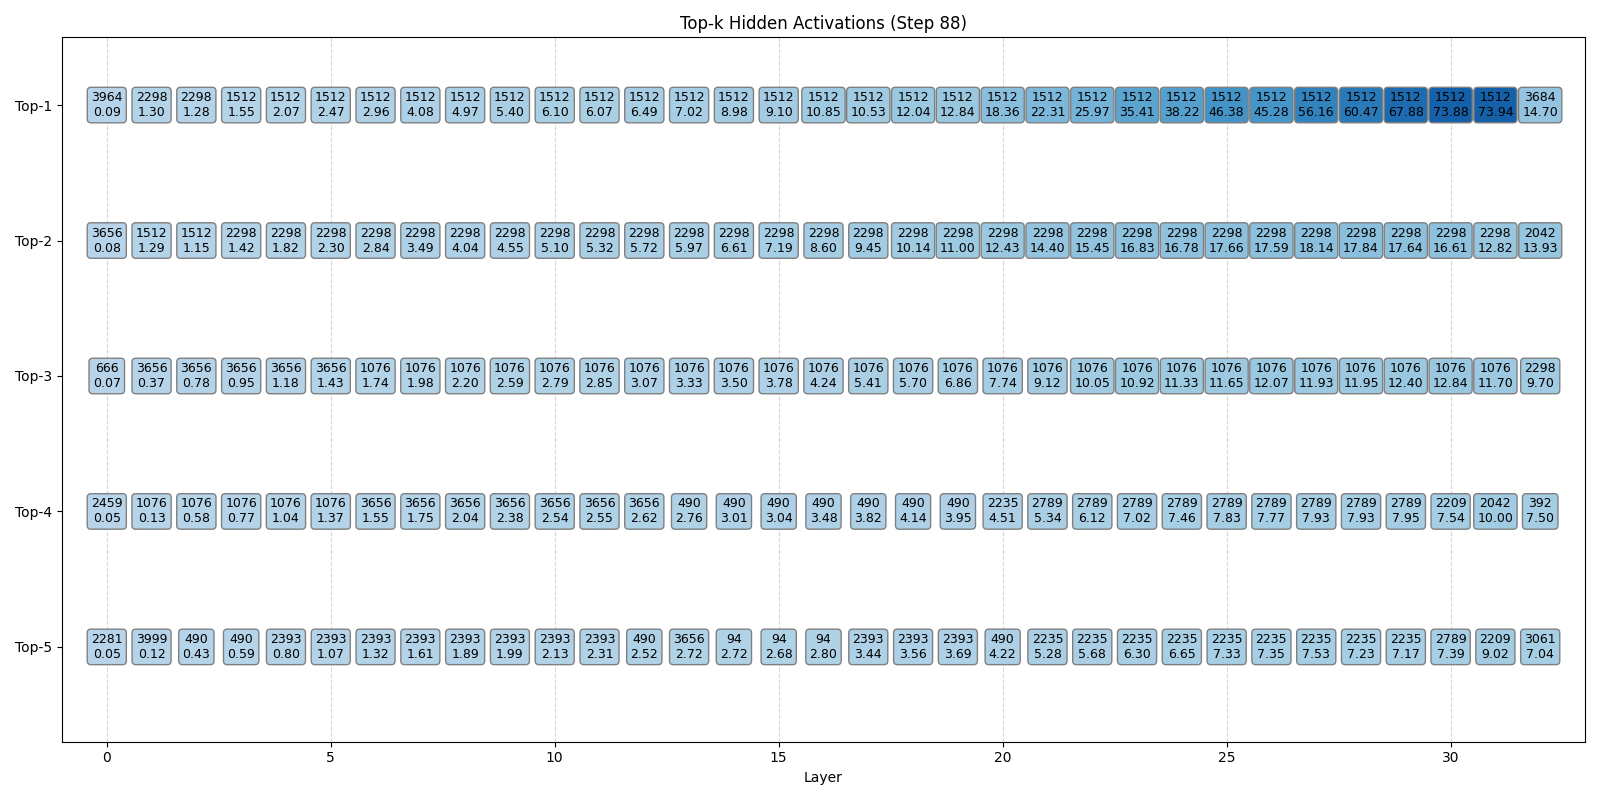 Top-k Hidden Activations (Step 88)
Top-1
3964 2298 2298 1512 1512 1512 1512 1512 1512 1512 1512 1512 1512 1512 1512 1512 1512 1512 1512 1512 1512 1512 1512 1512 1512 1512 1512 1512 1512 1512 1512 1512 3684
0.09 1.30 1.28 1.55 2.07 2.47 2.96 4.08 4.97 5.40 6.10 6.07 6.49 7.02 8.98 9.10 10.85 10.53 12.04 12.84 18.36 22.31 25.97 35.41 38.22 46.38 45.28 56.16 60.47 67.88 73.88 73.94 14.70
Top-2
3656 1512 1512 2298 2298 2298 2298 2298 2298 2298 2298 2298 2298 2298 2298 2298 2298 2298 2298 2298 2298 2298 2298 2298 2298 2298 2298 2298 2298 2298 2298 2298 2042
0.08 1.29 1.15 1.42 1.82 2.30 2.84 3.49 4.04 4.55 5.10 5.32 5.72 5.97 6.61 7.19 8.60 9.45 10.14 11.00 12.43 14.40 15.45 16.83 16.78 17.66 17.59 18.14 17.84 17.64 16.61 12.82 13.93
Top-3
666 3656 3656 3656 3656 3656 1076 1076 1076 1076 1076 1076 1076 1076 1076 1076 1076 1076 1076 1076 1076 1076 1076 1076 1076 1076 1076 1076 1076 1076 1076 1076 2298
0.07 0.37 0.78 0.95 1.18 1.43 1.74 1.98 2.20 2.59 2.79 2.85 3.07 3.33 3.50 3.78 4.24 5.41 5.70 6.86 7.74 9.12 10.05 10.92 11.33 11.65 12.07 11.93 11.95 12.40 12.84 11.70 9.70
Top-4
2459 1076 1076 1076 1076 1076 3656 3656 3656 3656 3656 3656 3656 490 490 490 490 490 490 490 2235 2789 2789 2789 2789 2789 2789 2789 2789 2789 2209 2042 392
0.05 0.13 0.58 0.77 1.04 1.37 1.55 1.75 2.04 2.38 2.54 2.55 2.62 2.76 3.01 3.04 3.48 3.82 4.14 3.95 4.51 5.34 6.12 7.02 7.46 7.83 7.77 7.93 7.93 7.95 7.54 10.00 7.50
Top-5
2281 3999 490 490 2393 2393 2393 2393 2393 2393 2393 2393 490 3656 94 94 94 2393 2393 2393 490 2235 2235 2235 2235 2235 2235 2235 2235 2235 2789 2209 3061
0.05 0.12 0.43 0.59 0.80 1.07 1.32 1.61 1.89 1.99 2.13 2.31 2.52 2.72 2.72 2.68 2.80 3.44 3.56 3.69 4.22 5.28 5.68 6.30 6.65 7.33 7.35 7.53 7.23 7.17 7.39 9.02 7.04
0 5 10 15 20 25 30
Layer